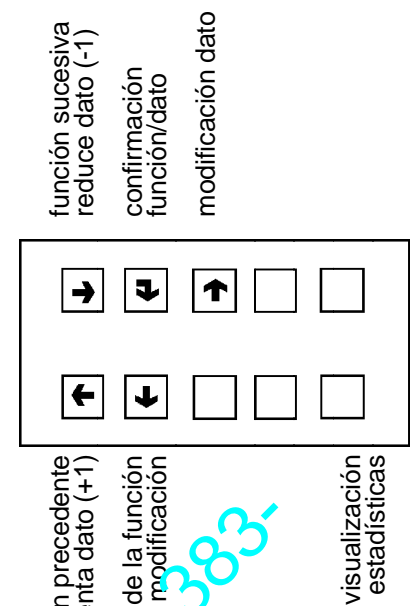 función sucesiva
reduce dato (-1)
confirmación
función/dato
modificación dato
precedente
dato (+1)
de la función
modificación
visualización
estadísticas
383-